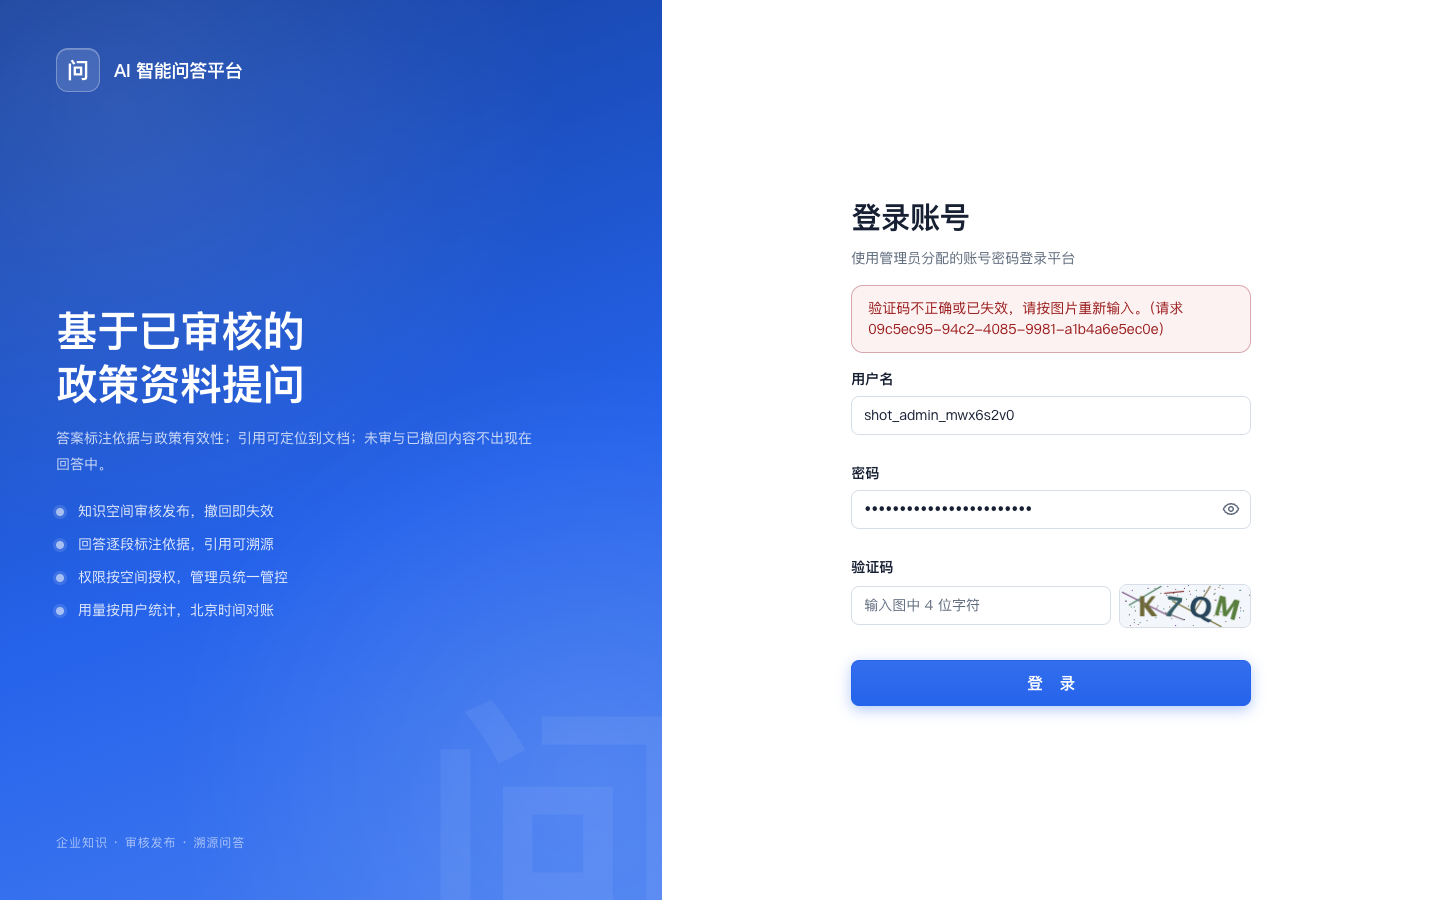 问
AI 智能问答平台
基于已审核的
政策资料提问
答案标注依据与政策有效性；引用可定位到文档；未审与已撤回内容不出现在
回答中。
知识空间审核发布，撤回即失效
回答逐段标注依据，引用可溯源
权限按空间授权，管理员统一管控
用量按用户统计，北京时间对账
问
企业知识 · 审核发布 · 溯源问答
登录账号
使用管理员分配的账号密码登录平台
验证码不正确或已失效，请按图片重新输入。（请求
09c5ec95-94c2-4085-9981-a1b4a6e5ec0e）
用户名
shot_admin_mwx6s2v0
密码
••••••••••••••••••••••••
验证码
输入图中 4 位字符
K7QM
登 录